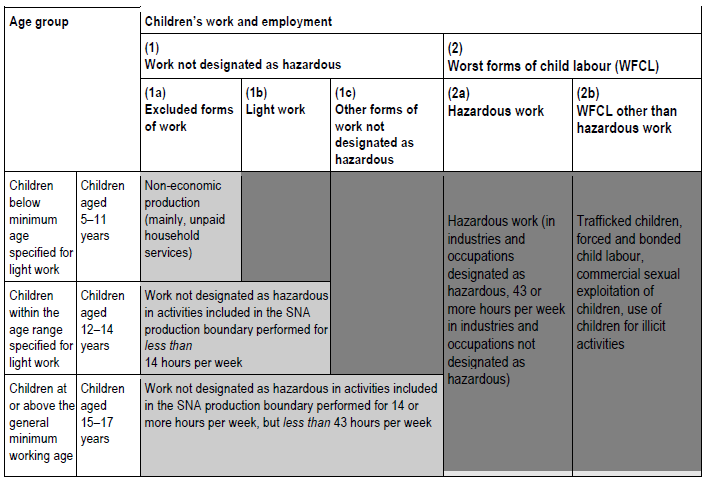 Age group
Children's work and employment
(1)
Work not designated as hazardous
(2)
Worst forms of child labour (WFCL)
(1a)
Excluded forms
of work
(1b)
Light work
(1c)
Other forms of
work not
designated as
hazardous
(2a)
Hazardous work
(2b)
WFCL other than
hazardous work
Children
below
minimum
age
specified for
light work
Children
aged
5–11
years
Non-economic
production
(mainly, unpaid
household
services)
Hazardous work (in
industries and
occupations
designated as
hazardous, 43 or
more hours per week
in industries and
occupations not
designated as
hazardous)
Trafficked children,
forced and bonded
child labour,
commercial sexual
exploitation of
children, use of
children for illicit
activities
Children
within the
age range
specified for
light work
Children
aged
12–14
years
Work not designated as hazardous
in activities included in the SNA
production boundary performed for
less than
14 hours per week
Children at
or above the
general
minimum
working age
Children
aged
15–17
years
Work not designated as hazardous in activities included
in the SNA production boundary performed for 14 or
more hours per week, but less than 43 hours per week